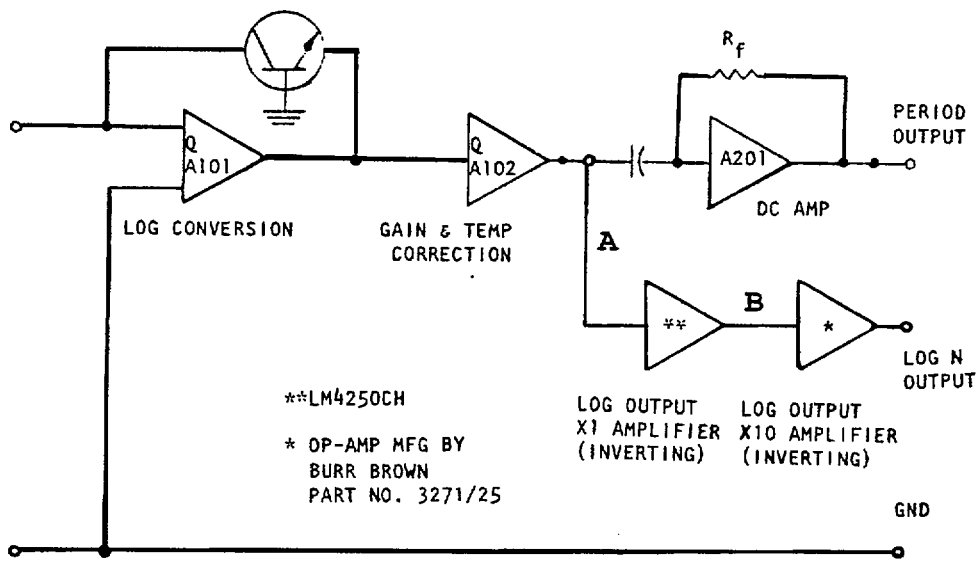 R_f
PERIOD
OUTPUT
Q
A101
Q
A102
A201
LOG CONVERSION
GAIN & TEMP
CORRECTION
DC AMP
A
B
**
*
LOG N
OUTPUT
**LM4250CH
* OP-AMP MFG BY
BURR BROWN
PART NO. 3271/25
LOG OUTPUT
X1 AMPLIFIER
(INVERTING)
LOG OUTPUT
X10 AMPLIFIER
(INVERTING)
GND